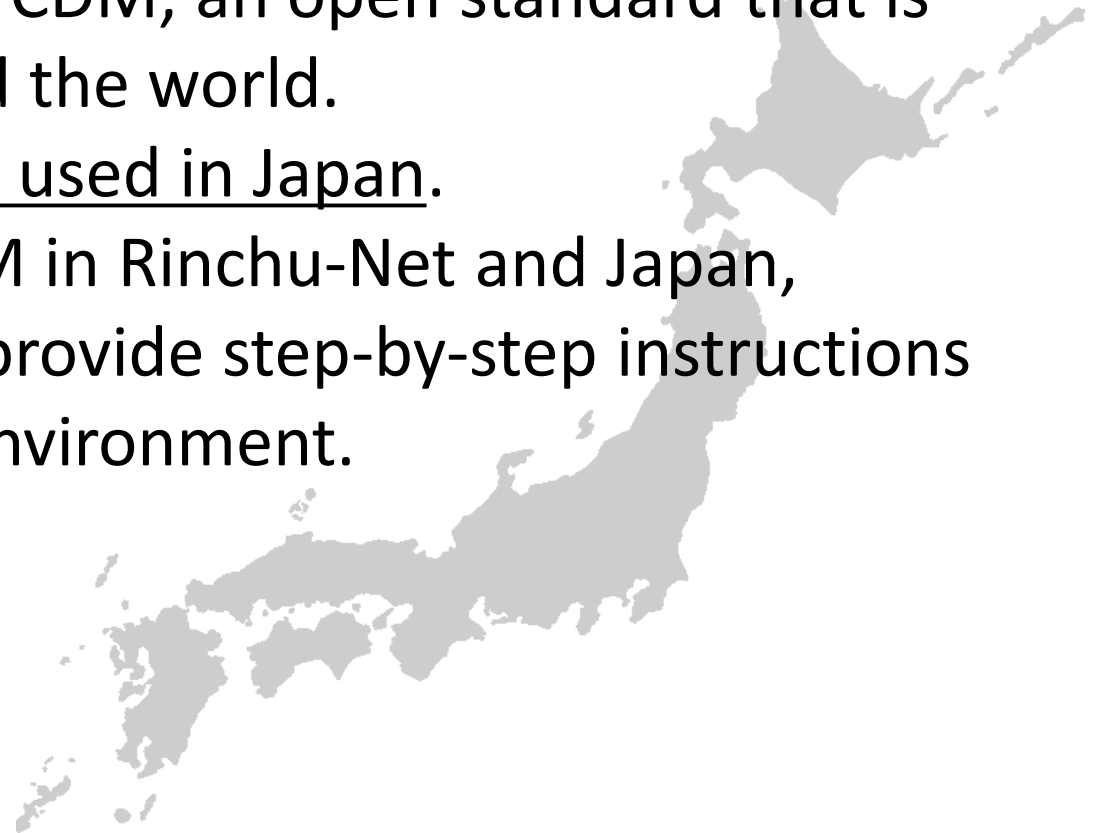 CDM, an open standard that is
the world.
used in Japan.
in Rinchu-Net and Japan,
provide step-by-step instructions
nvironment.